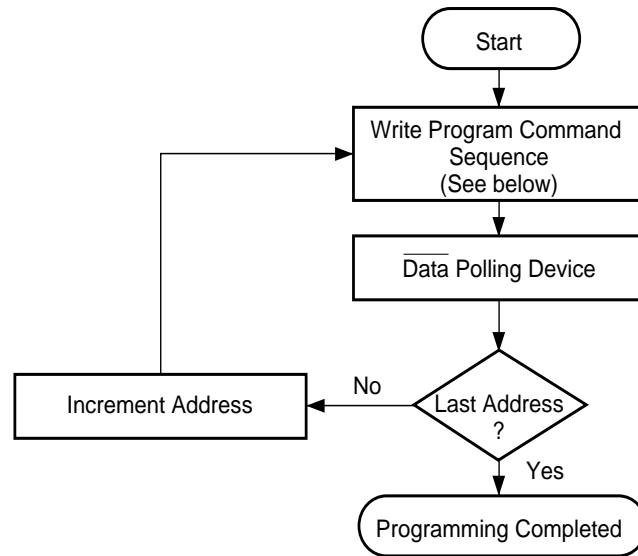 Start
Write Program Command
Sequence
(See below)
Data Polling Device
No
Increment Address
Last Address
?
Yes
Programming Completed